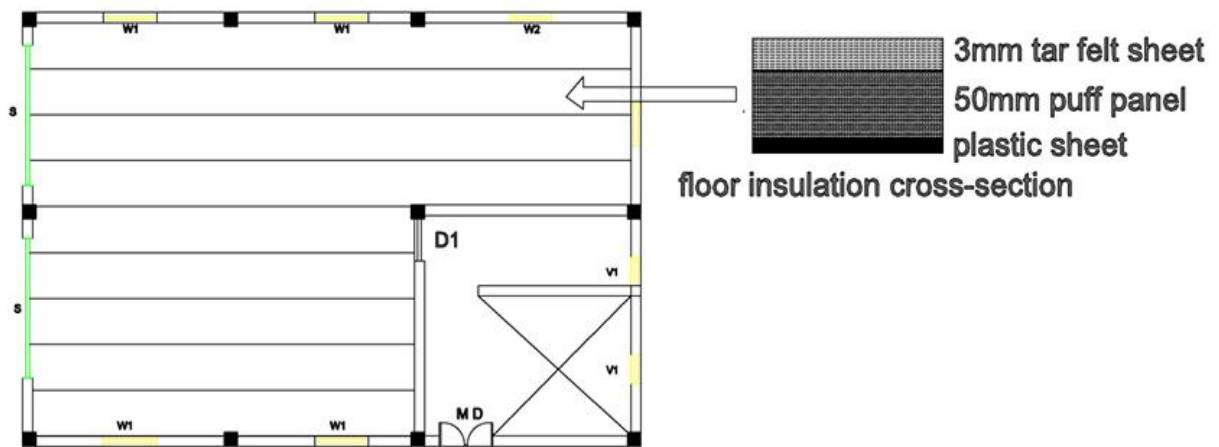 W1
W1
W2
S
3mm tar felt sheet
50mm puff panel
plastic sheet
floor insulation cross-section
D1
V1
S
V1
W1
W1
M D